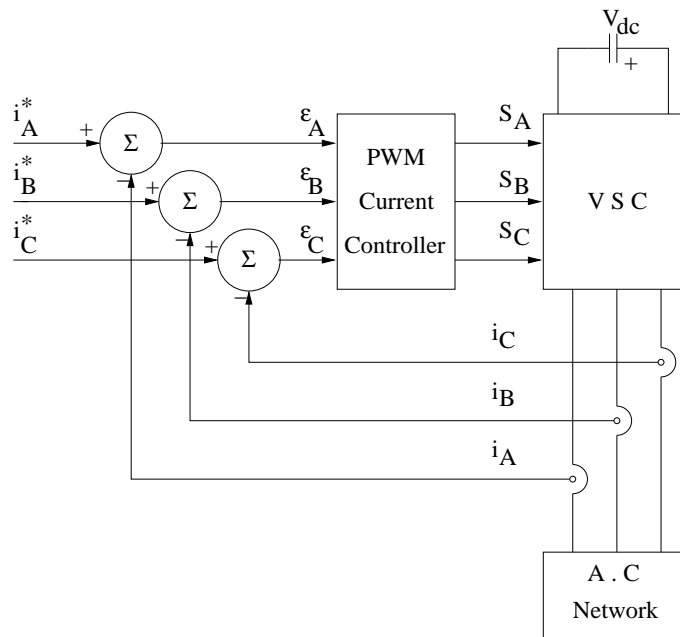 V_dc
+
i*_A + Σ − ε_A PWM S_A
i*_B + Σ − ε_B Current S_B V S C
i*_C + Σ − ε_C Controller S_C
i_C
i_B
i_A
A . C
Network